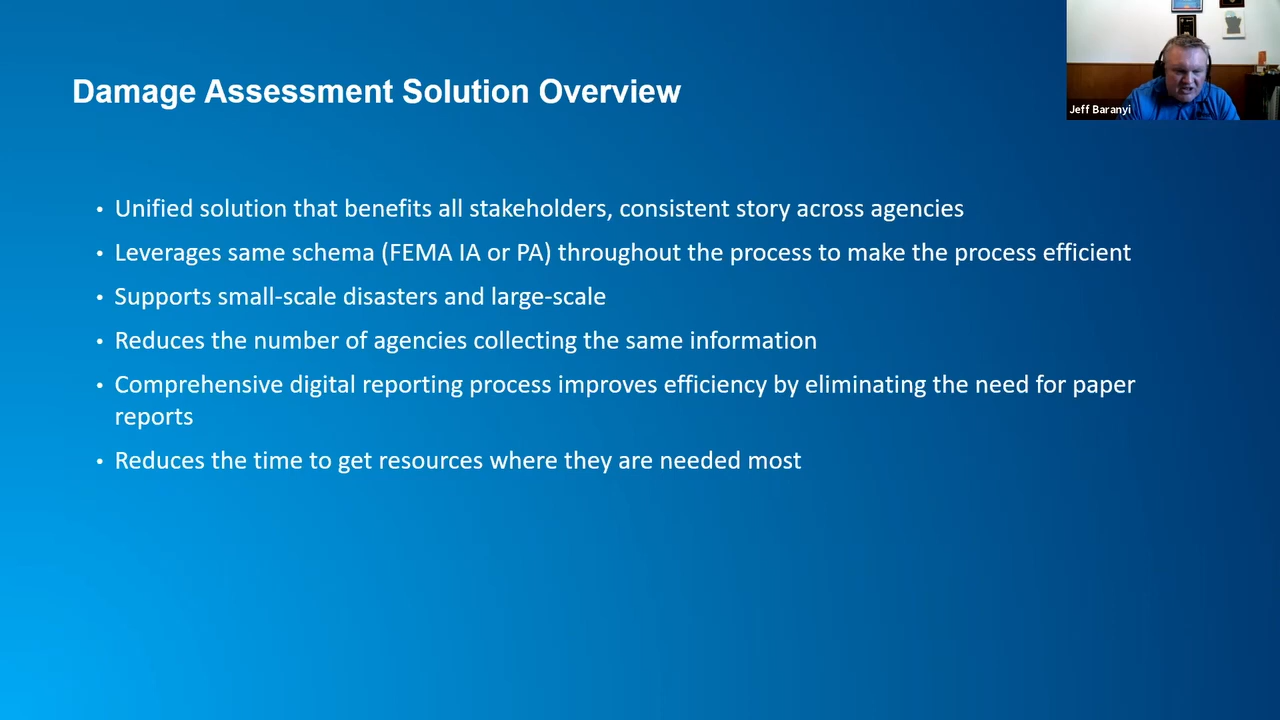 Damage Assessment Solution Overview
Jeff Baranyi
• Unified solution that benefits all stakeholders, consistent story across agencies
• Leverages same schema (FEMA IA or PA) throughout the process to make the process efficient
• Supports small-scale disasters and large-scale
• Reduces the number of agencies collecting the same information
• Comprehensive digital reporting process improves efficiency by eliminating the need for paper
reports
• Reduces the time to get resources where they are needed most